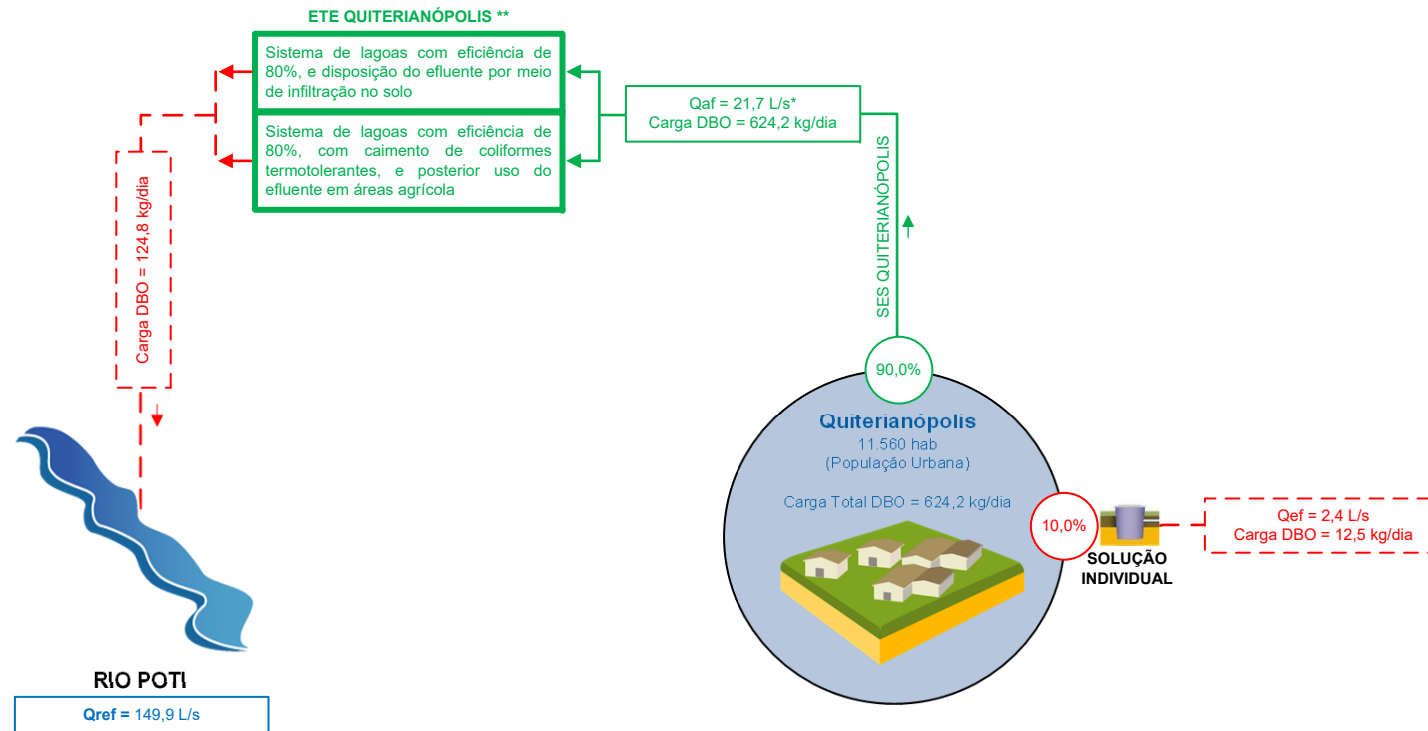 ETE QUITERIANÓPOLIS **
Sistema de lagoas com eficiência de
80%, e disposição do efluente por meio
de infiltração no solo
Sistema de lagoas com eficiência de
80%, com caimento de coliformes
termotolerantes, e posterior uso do
efluente em áreas agrícola
Qaf = 21,7 L/s*
Carga DBO = 624,2 kg/dia
SES QUITERIANÓPOLIS
Carga DBO = 124,8 kg/dia
90,0%
Quiterianópolis
11.560 hab
(População Urbana)
Carga Total DBO = 624,2 kg/dia
10,0%
SOLUÇÃO
INDIVIDUAL
Qef = 2,4 L/s
Carga DBO = 12,5 kg/dia
RIO POTI
Qref = 149,9 L/s